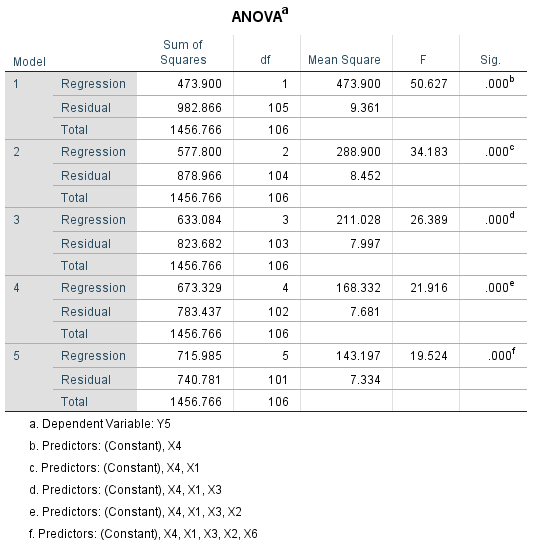 ANOVAa
Model Sum of Squares df Mean Square F Sig.
1 Regression 473.900 1 473.900 50.627 .000b
Residual 982.866 105 9.361
Total 1456.766 106
2 Regression 577.800 2 288.900 34.183 .000c
Residual 878.966 104 8.452
Total 1456.766 106
3 Regression 633.084 3 211.028 26.389 .000d
Residual 823.682 103 7.997
Total 1456.766 106
4 Regression 673.329 4 168.332 21.916 .000e
Residual 783.437 102 7.681
Total 1456.766 106
5 Regression 715.985 5 143.197 19.524 .000f
Residual 740.781 101 7.334
Total 1456.766 106
a. Dependent Variable: Y5
b. Predictors: (Constant), X4
c. Predictors: (Constant), X4, X1
d. Predictors: (Constant), X4, X1, X3
e. Predictors: (Constant), X4, X1, X3, X2
f. Predictors: (Constant), X4, X1, X3, X2, X6